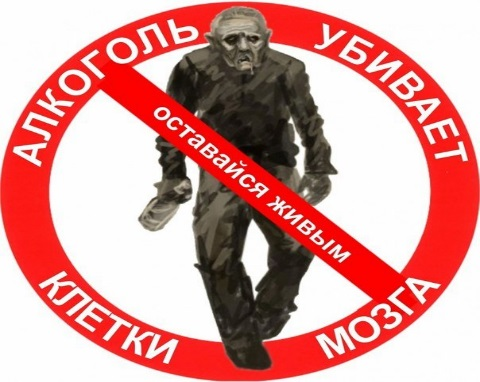 АЛКОГОЛЬ УБИВАЕТ
КЛЕТКИ МОЗГА
оставайся живым